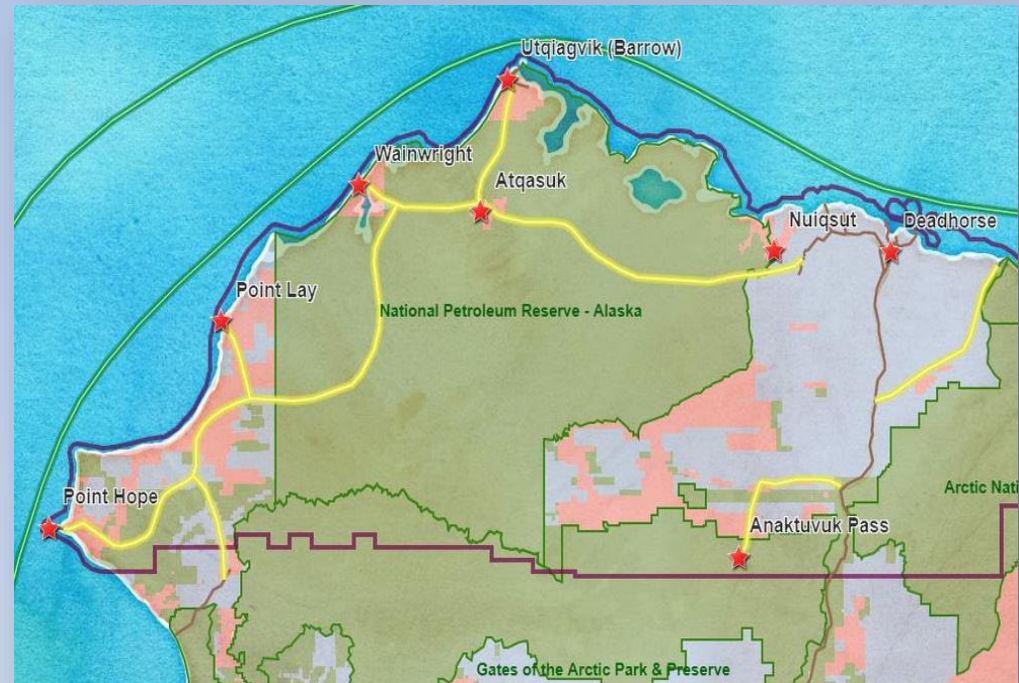 Utqiagvik (Barrow)
Wainwright
Atqasuk
Nuiqsut
Deadhorse
Point Lay
National Petroleum Reserve - Alaska
Point Hope
Arctic Nati
Anaktuvuk Pass
Gates of the Arctic Park & Preserve